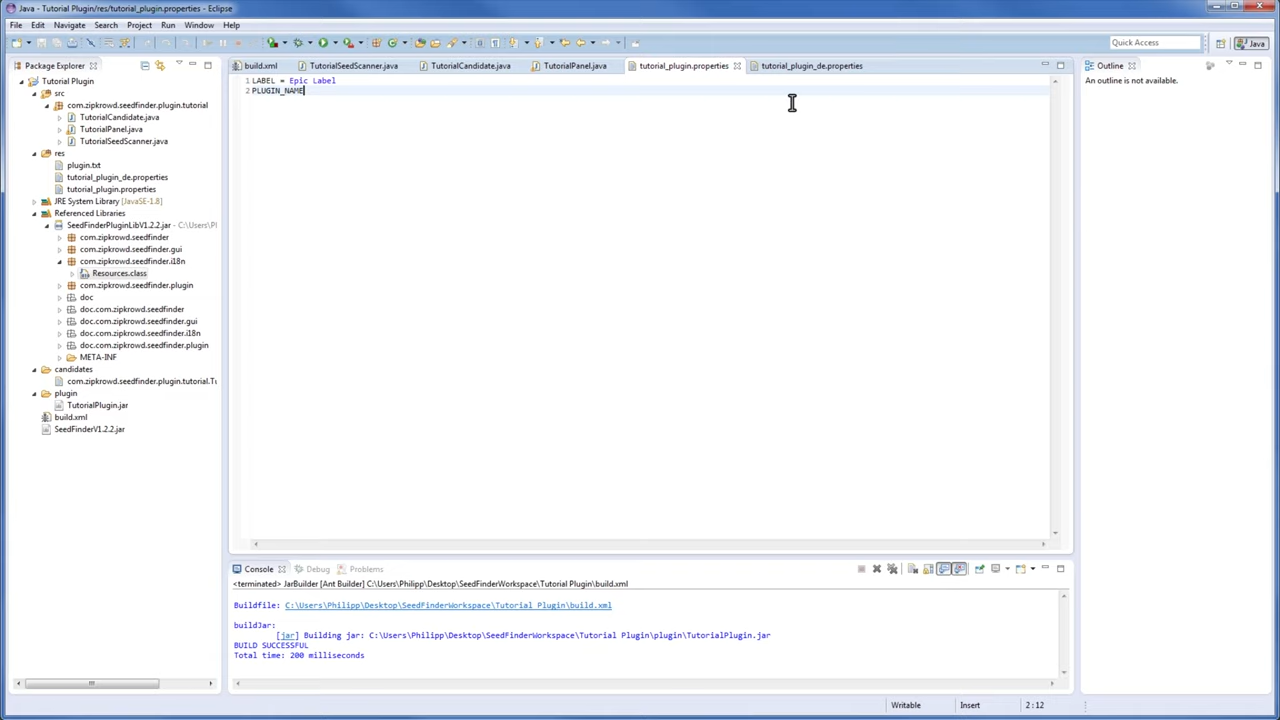 Java - Tutorial Plugin/res/tutorial_plugin.properties - Eclipse
File Edit Navigate Search Project Run Window Help
Quick Access
Java
Package Explorer
build.xml
TutorialSeedScanner.java
TutorialCandidate.java
TutorialPanel.java
tutorial_plugin.properties
tutorial_plugin_de.properties
Outline
Tutorial Plugin
src
com.zipkrowd.seedfinder.plugin.tutorial
TutorialCandidate.java
TutorialPanel.java
TutorialSeedScanner.java
res
plugin.txt
tutorial_plugin_de.properties
tutorial_plugin.properties
JRE System Library [JavaSE-1.8]
Referenced Libraries
SeedFinderPluginLibV1.2.2.jar - C:\Users\P
com.zipkrowd.seedfinder
com.zipkrowd.seedfinder.gui
com.zipkrowd.seedfinder.i18n
Resources.class
com.zipkrowd.seedfinder.plugin
doc
doc.com.zipkrowd.seedfinder
doc.com.zipkrowd.seedfinder.gui
doc.com.zipkrowd.seedfinder.i18n
doc.com.zipkrowd.seedfinder.plugin
META-INF
candidates
com.zipkrowd.seedfinder.plugin.tutorial.Tu
plugin
TutorialPlugin.jar
build.xml
SeedFinderV1.2.2.jar
1 LABEL = Epic Label
2 PLUGIN_NAME
An outline is not available.
Console Debug Problems
<terminated> JarBuilder [Ant Builder] C:\Users\Philipp\Desktop\SeedFinderWorkspace\Tutorial Plugin\build.xml
Buildfile: C:\Users\Philipp\Desktop\SeedFinderWorkspace\Tutorial Plugin\build.xml
buildJar:
[jar] Building jar: C:\Users\Philipp\Desktop\SeedFinderWorkspace\Tutorial Plugin\plugin\TutorialPlugin.jar
BUILD SUCCESSFUL
Total time: 200 milliseconds
Writable
Insert
2 : 12